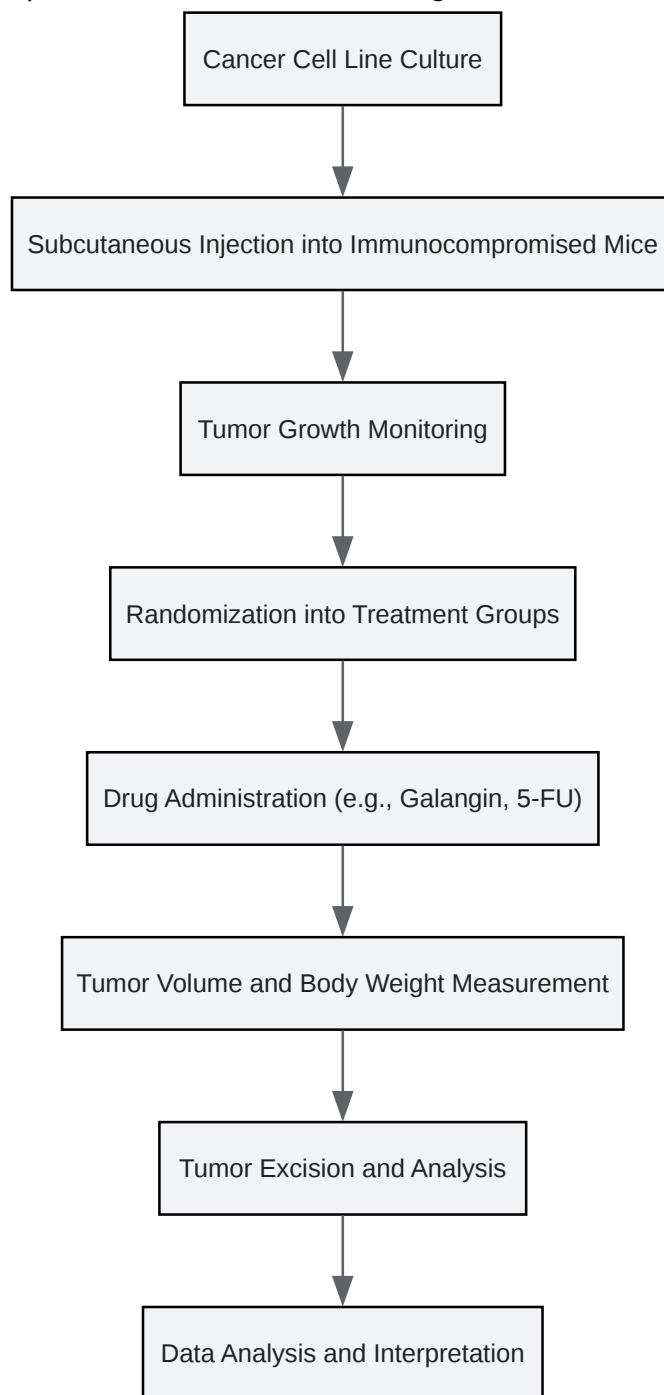 Cancer Cell Line Culture
Subcutaneous Injection into Immunocompromised Mice
Tumor Growth Monitoring
Randomization into Treatment Groups
Drug Administration (e.g., Galangin, 5-FU)
Tumor Volume and Body Weight Measurement
Tumor Excision and Analysis
Data Analysis and Interpretation